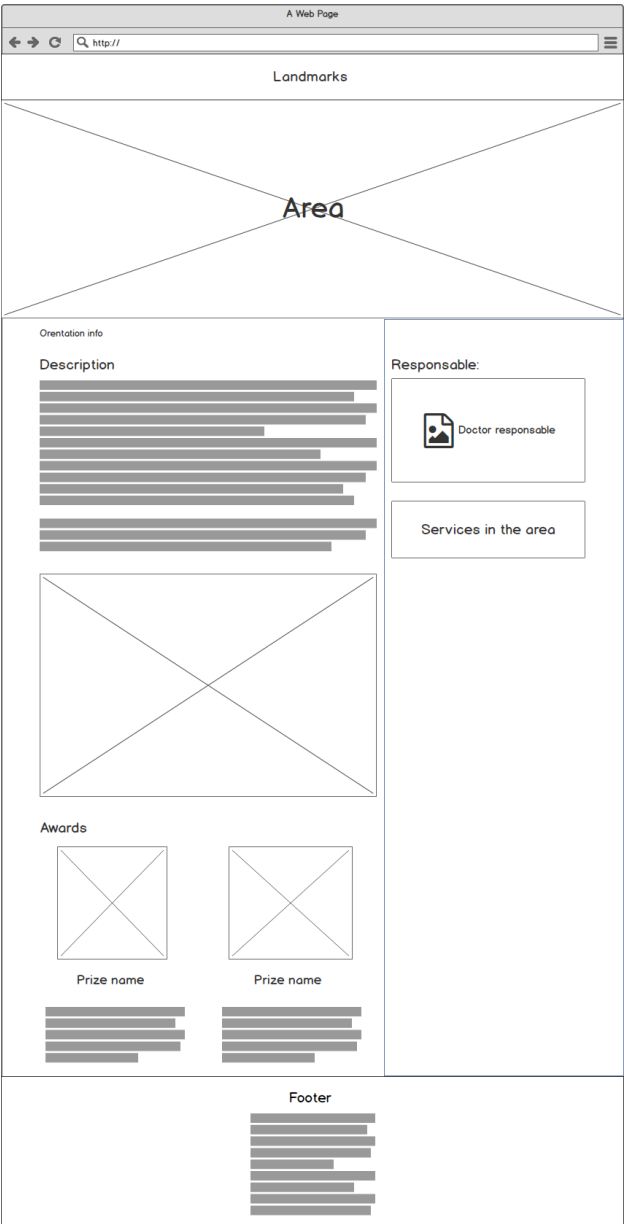 A Web Page
http://
Landmarks
Area
Orentation info
Description
Responsable:
Doctor responsable
Services in the area
Awards
Prize name
Prize name
Footer